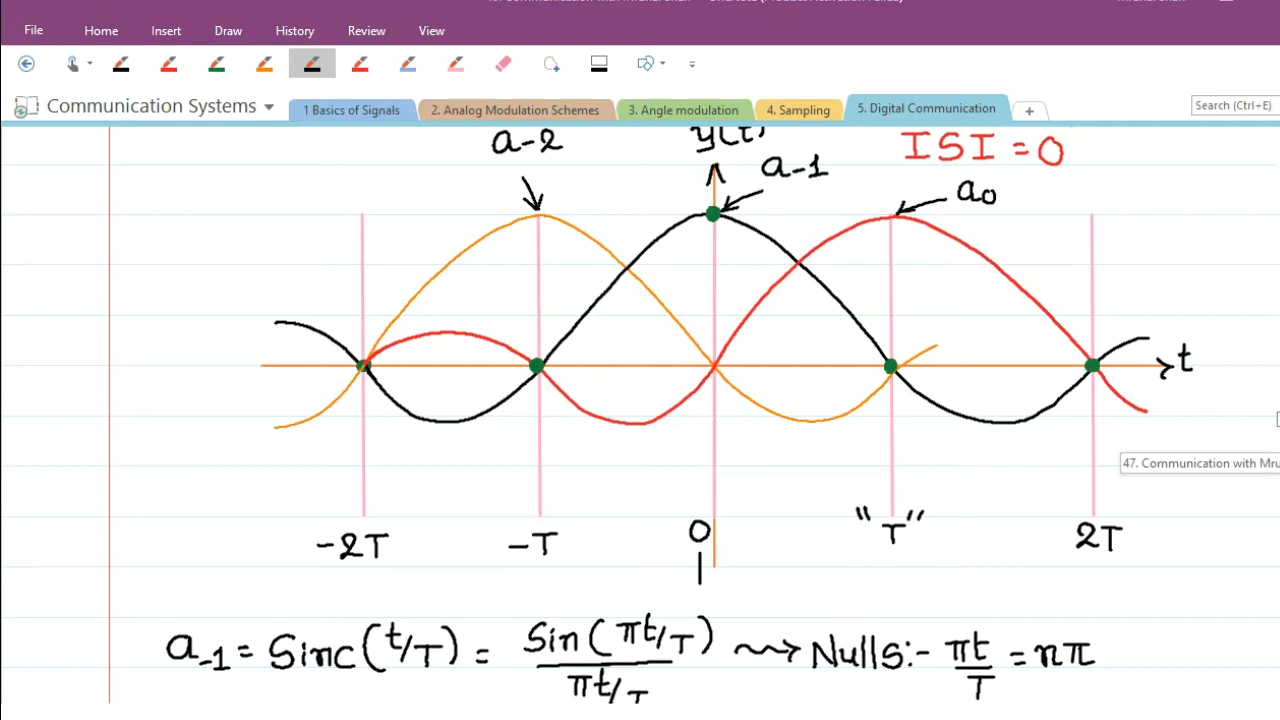 File Home Insert Draw History Review View
Communication Systems 1 Basics of Signals 2. Analog Modulation Schemes 3. Angle modulation 4. Sampling 5. Digital Communication Search (Ctrl+E)
a-2 y(t) ISI = 0
a-1
a0
t
47. Communication with Mru
-2T -T 0 "T" 2T
a-1 = Sinc(t/T) = Sin(πt/T) / πt/T ⇝ Nulls:- πt/T = nπ